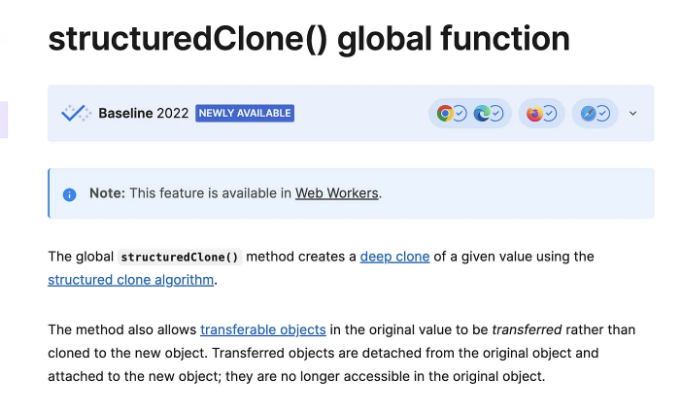 structuredClone() global function
Baseline 2022 NEWLY AVAILABLE
Note: This feature is available in Web Workers.
The global structuredClone() method creates a deep clone of a given value using the
structured clone algorithm.
The method also allows transferable objects in the original value to be transferred rather than
cloned to the new object. Transferred objects are detached from the original object and
attached to the new object; they are no longer accessible in the original object.